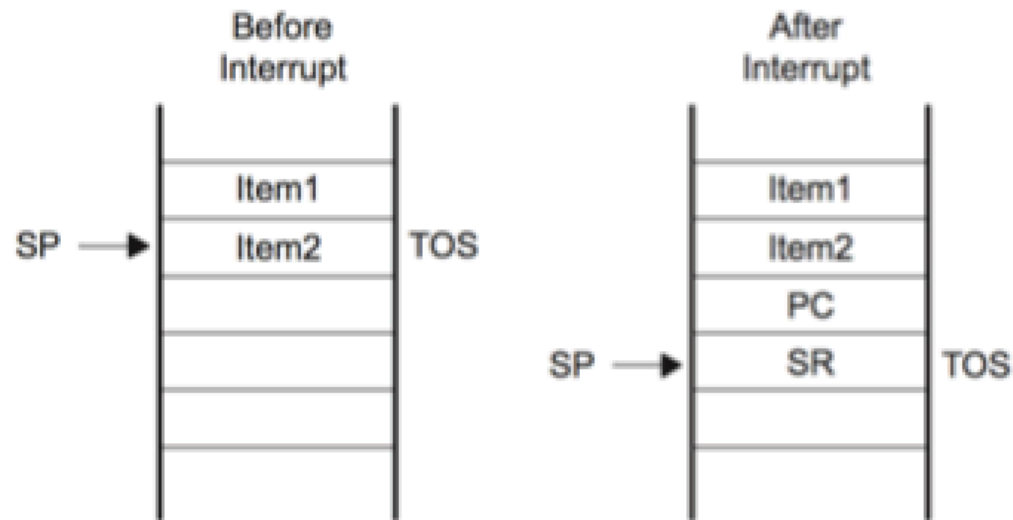 Before
Interrupt
After
Interrupt
Item1
Item1
SP
Item2
TOS
Item2
PC
SP
SR
TOS